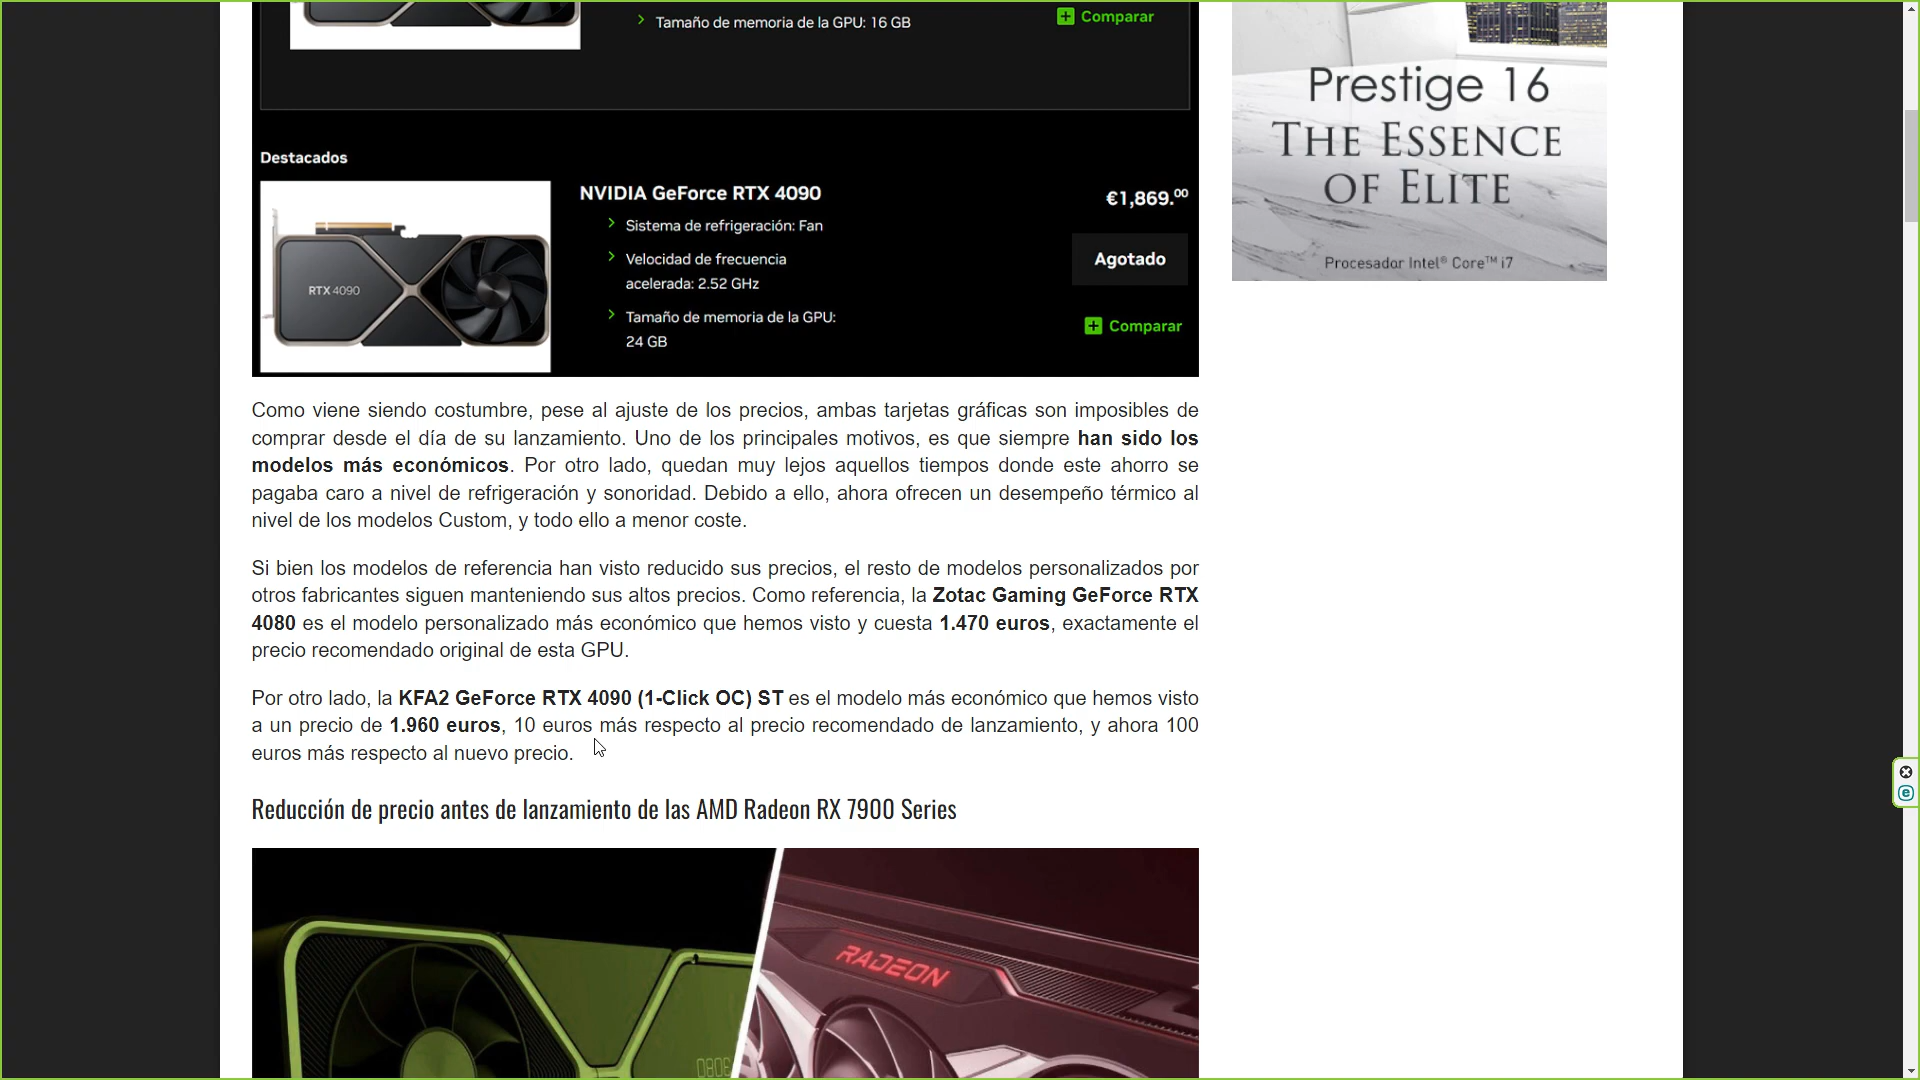 Tamaño de memoria de la GPU: 16 GB
Comparar
Destacados
RTX 4090
NVIDIA GeForce RTX 4090
Sistema de refrigeración: Fan
Velocidad de frecuencia
acelerada: 2.52 GHz
Tamaño de memoria de la GPU:
24 GB
€1,869.00
Agotado
Comparar
Prestige 16
THE ESSENCE
OF ELITE
Procesador Intel® Core™ i7
Como viene siendo costumbre, pese al ajuste de los precios, ambas tarjetas gráficas son imposibles de
comprar desde el día de su lanzamiento. Uno de los principales motivos, es que siempre han sido los
modelos más económicos. Por otro lado, quedan muy lejos aquellos tiempos donde este ahorro se
pagaba caro a nivel de refrigeración y sonoridad. Debido a ello, ahora ofrecen un desempeño térmico al
nivel de los modelos Custom, y todo ello a menor coste.
Si bien los modelos de referencia han visto reducido sus precios, el resto de modelos personalizados por
otros fabricantes siguen manteniendo sus altos precios. Como referencia, la Zotac Gaming GeForce RTX
4080 es el modelo personalizado más económico que hemos visto y cuesta 1.470 euros, exactamente el
precio recomendado original de esta GPU.
Por otro lado, la KFA2 GeForce RTX 4090 (1-Click OC) ST es el modelo más económico que hemos visto
a un precio de 1.960 euros, 10 euros más respecto al precio recomendado de lanzamiento, y ahora 100
euros más respecto al nuevo precio.
Reducción de precio antes de lanzamiento de las AMD Radeon RX 7900 Series
RADEON
3080